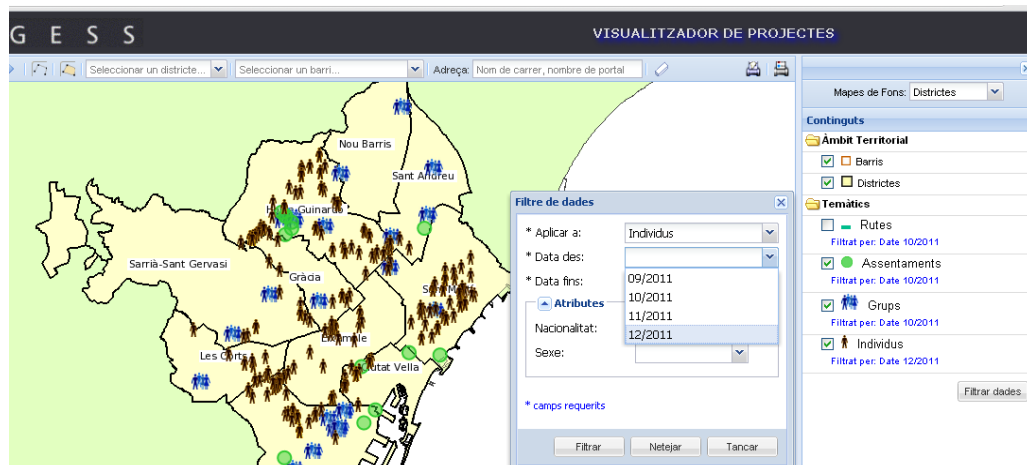 GESS
VISUALITZADOR DE PROJECTES
Seleccionar un districte...
Seleccionar un barri...
Adreça:
Nom de carrer, nombre de portal
Mapes de Fons:
Districtes
Continguts
Àmbit Territorial
Barris
Districtes
Temàtics
Rutes
Filtrat per: Date 10/2011
Assentaments
Filtrat per: Date 10/2011
Grups
Filtrat per: Date 10/2011
Individus
Filtrat per: Date 12/2011
Filtrar dades
Nou Barris
Sant Andreu
Guinardó
Sarrià-Sant Gervasi
Gràcia
Les Corts
Ciutat Vella
Filtre de dades
* Aplicar a:
Individus
* Data des:
* Data fins:
09/2011
10/2011
11/2011
12/2011
Atributes
Nacionalitat:
Sexe:
* camps requerits
Filtrar
Netejar
Tancar